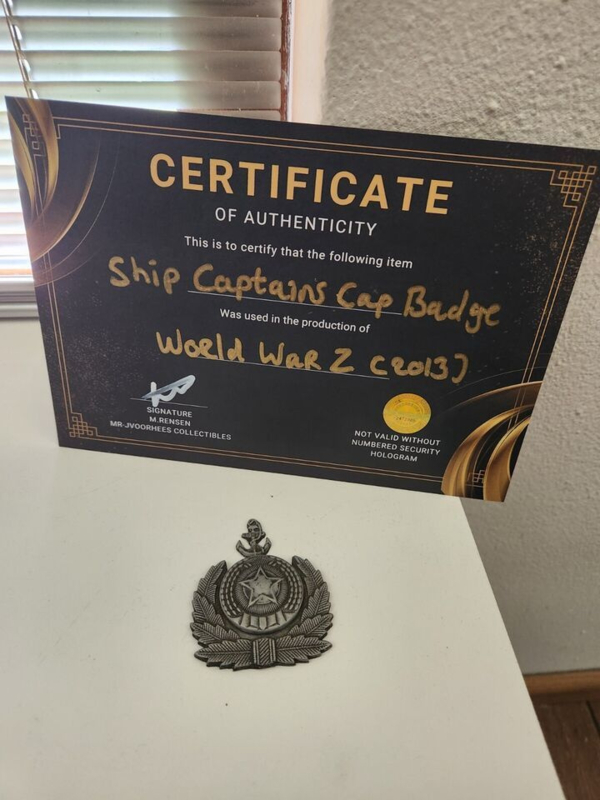 CERTIFICATE
OF AUTHENTICITY
This is to certify that the following item
Ship Captains Cap Badge
Was used in the production of
World War Z (2013)
SIGNATURE
M.RENSEN
MR-JVOORHEES COLLECTIBLES
NOT VALID WITHOUT
NUMBERED SECURITY
HOLOGRAM